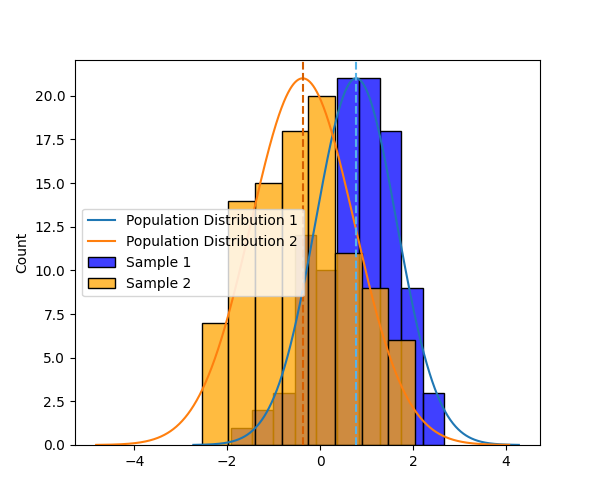 20.0
17.5
15.0
12.5
10.0
7.5
5.0
2.5
0.0
Count
Population Distribution 1
Population Distribution 2
Sample 1
Sample 2
−4
−2
0
2
4